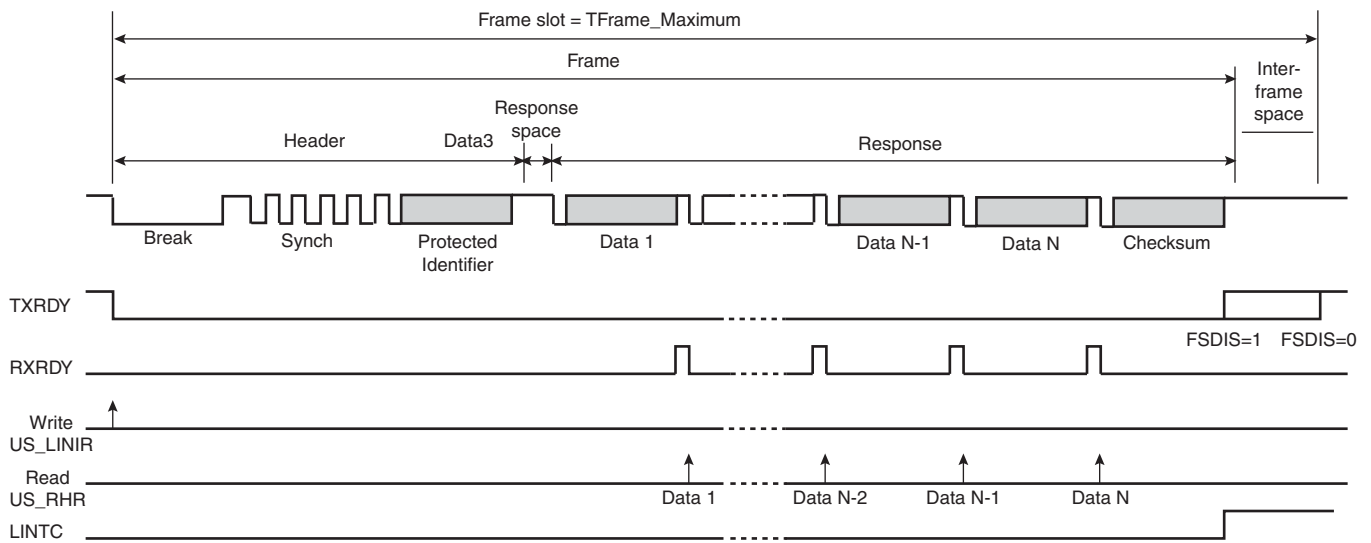 Frame slot = TFrame_Maximum
Frame
Inter-
frame
space
Response
space
Header
Data3
Response
Break
Synch
Protected
Identifier
Data 1
Data N-1
Data N
Checksum
TXRDY
FSDIS=1
FSDIS=0
RXRDY
Write
US_LINIR
Read
US_RHR
Data 1
Data N-2
Data N-1
Data N
LINTC